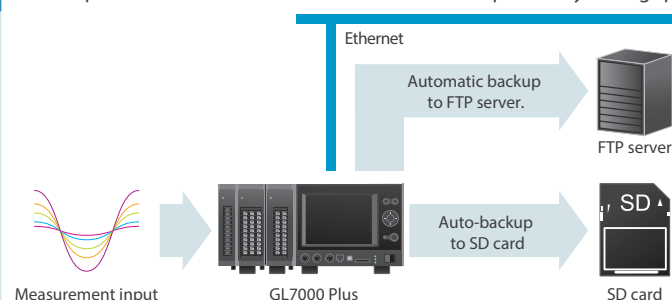 Ethernet
Automatic backup
to FTP server.
FTP server
SD
Auto-backup
to SD card
Measurement input
GL7000 Plus
SD card